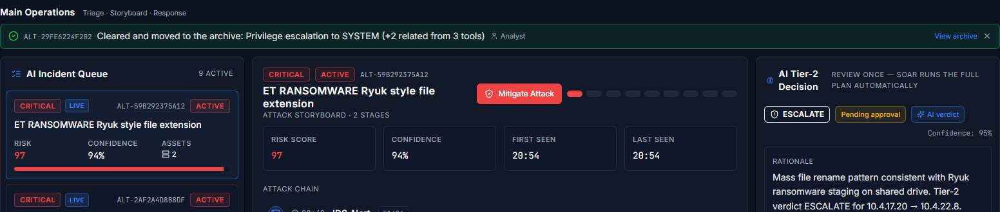 Main Operations Triage · Storyboard · Response
ALT-29FE6224F202 Cleared and moved to the archive: Privilege escalation to SYSTEM (+2 related from 3 tools) Analyst View archive
AI Incident Queue 9 ACTIVE
CRITICAL LIVE ALT-59B292375A12 ACTIVE
ET RANSOMWARE Ryuk style file extension
RISK CONFIDENCE ASSETS
97 94% 2
CRITICAL LIVE ALT-2AF2A4D8B8DF ACTIVE
CRITICAL ACTIVE ALT-59B292375A12
ET RANSOMWARE Ryuk style file
extension
Mitigate Attack
ATTACK STORYBOARD · 2 STAGES
RISK SCORE CONFIDENCE FIRST SEEN LAST SEEN
97 94% 20:54 20:54
ATTACK CHAIN
IDS Alert
AI Tier-2
Decision
REVIEW ONCE — SOAR RUNS THE FULL
PLAN AUTOMATICALLY
ESCALATE Pending approval AI verdict
Confidence: 95%
RATIONALE
Mass file rename pattern consistent with Ryuk
ransomware staging on shared drive. Tier-2
verdict ESCALATE for 10.4.17.20 → 10.4.22.8.